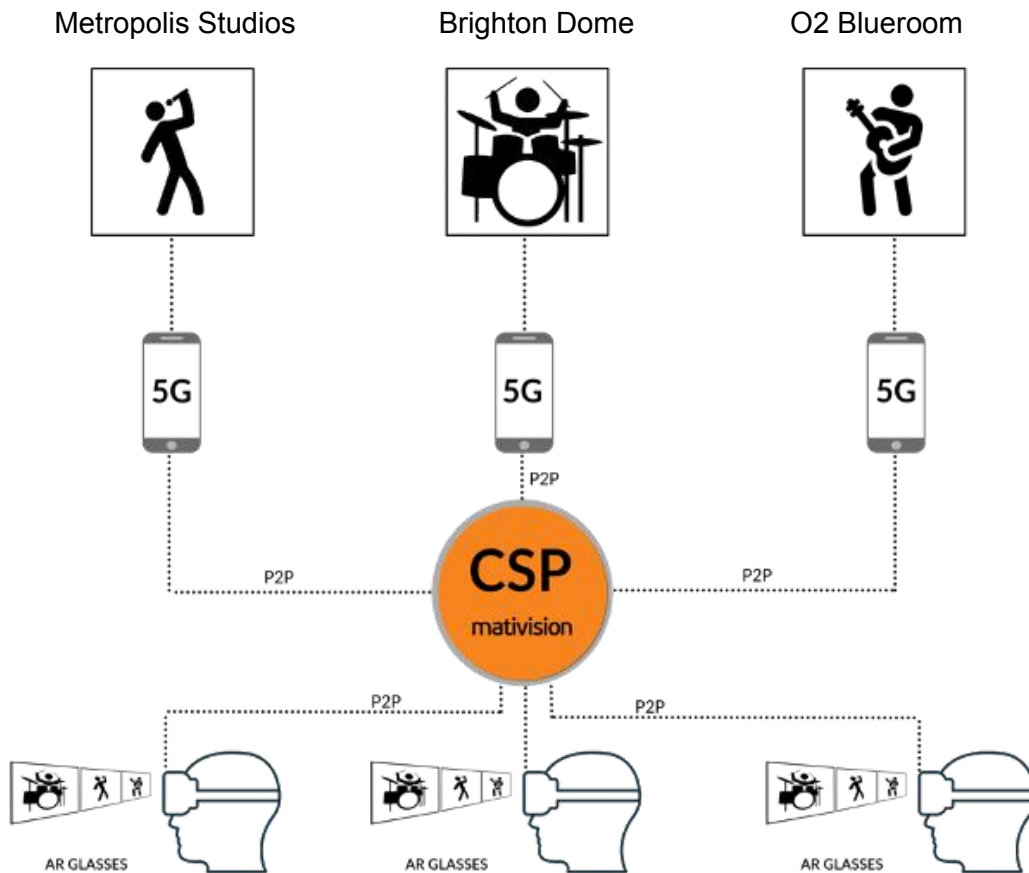 Metropolis Studios
Brighton Dome
O2 Blueroom
5G
5G
5G
P2P
P2P
P2P
CSP
mativision
P2P
P2P
AR GLASSES
AR GLASSES
AR GLASSES